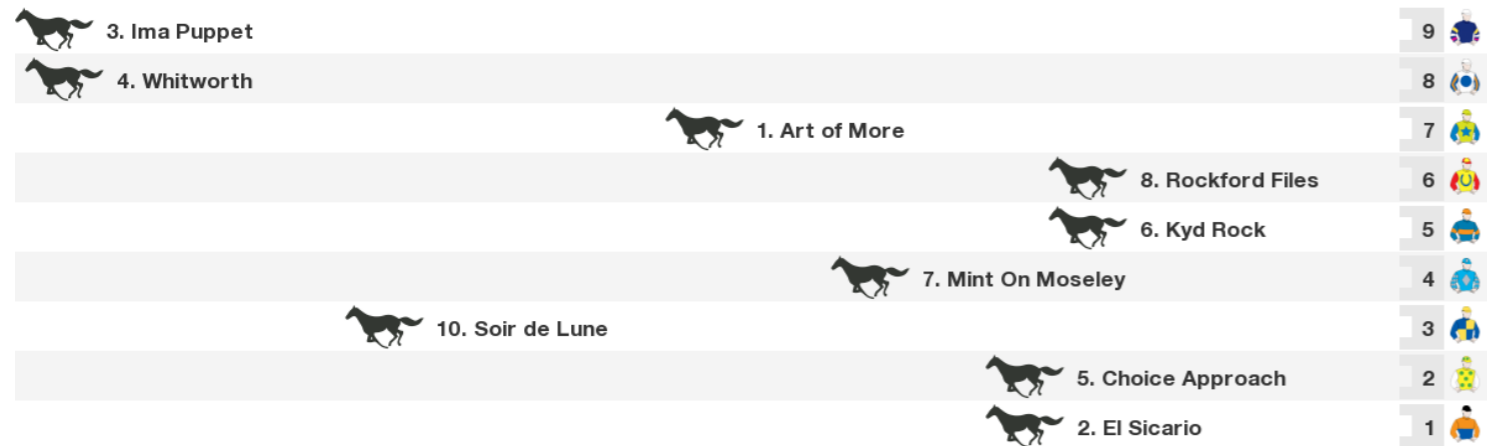 3. Ima Puppet 9
4. Whitworth 8
1. Art of More 7
8. Rockford Files 6
6. Kyd Rock 5
7. Mint On Moseley 4
10. Soir de Lune 3
5. Choice Approach 2
2. El Sicario 1